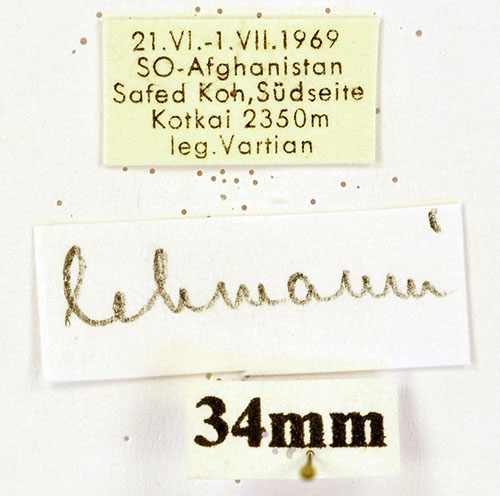 21.VI.-1.VII.1969
SO-Afghanistan
Safed Koh,Südseite
Kotkai 2350m
leg.Vartian
lehmanni
34mm